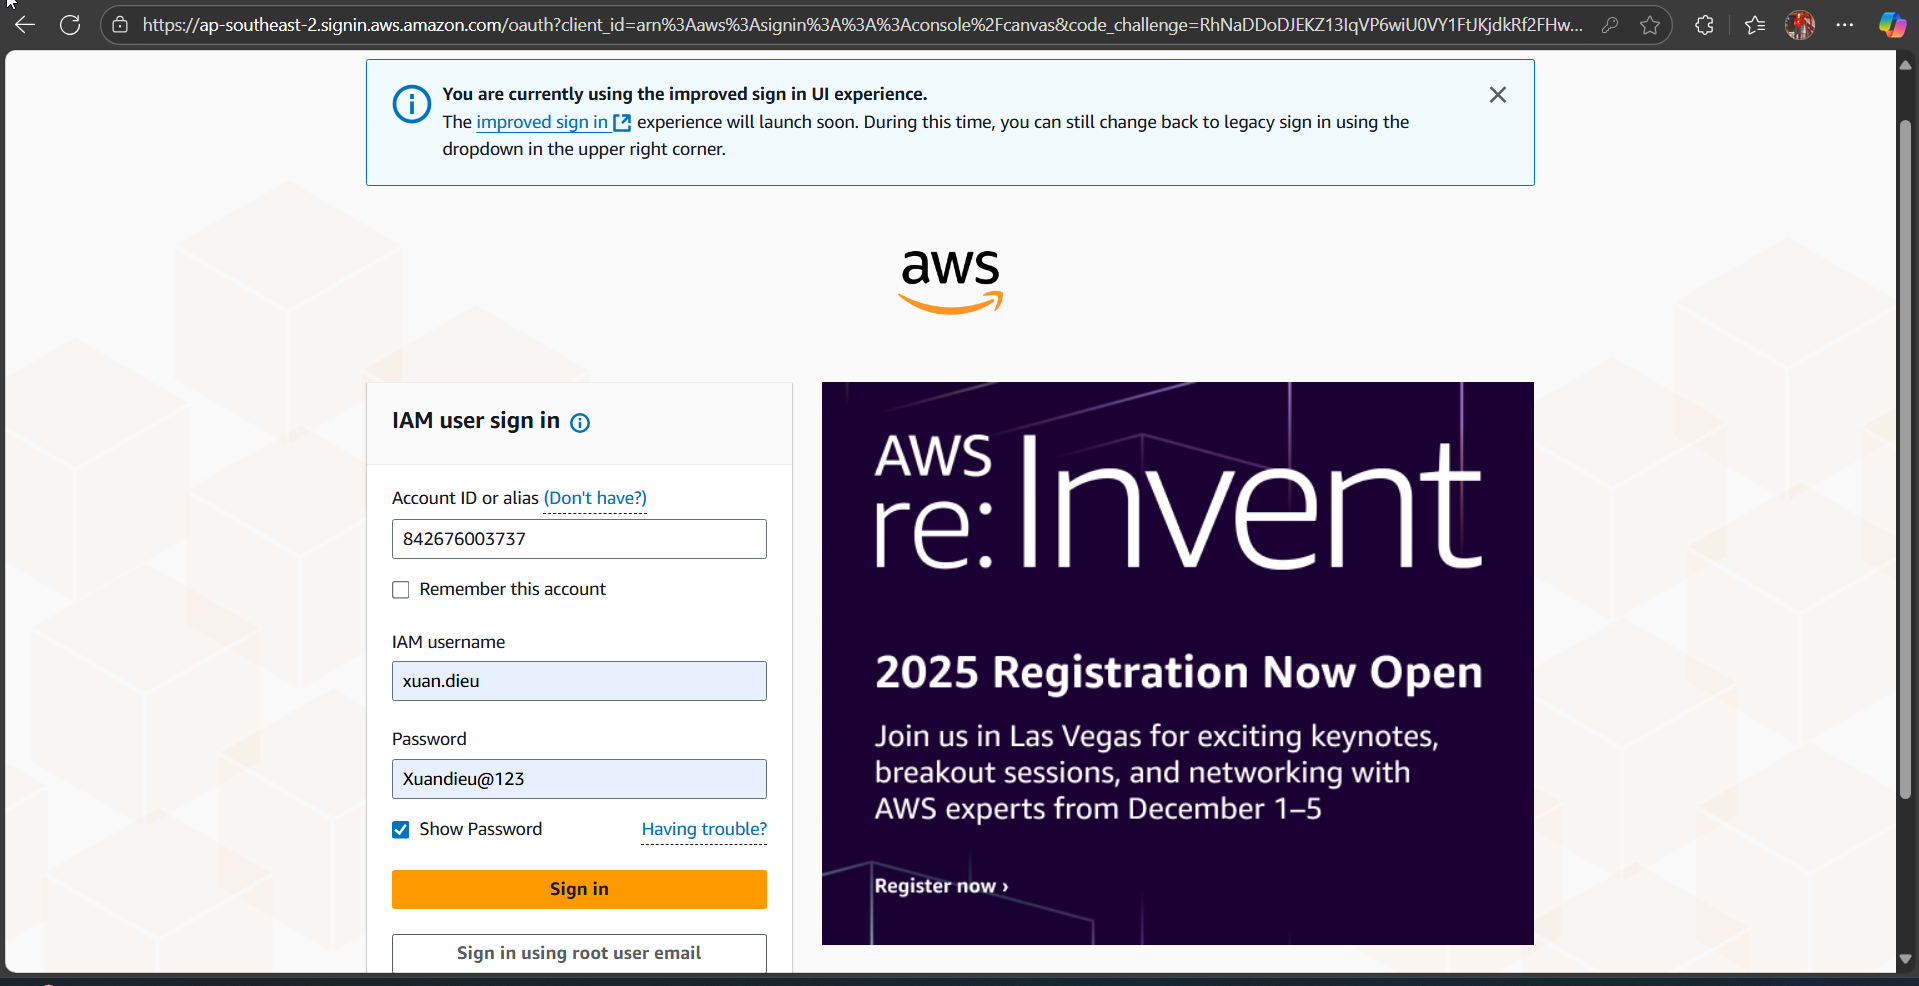 https://ap-southeast-2.signin.aws.amazon.com/oauth?client_id=arn%3Aaws%3Asignin%3A%3A%3Aconsole%2Fcanvas&code_challenge=RhNaDDoDJEKZ13IqVP6wiU0VY1FtJKjdkRf2FHw...
You are currently using the improved sign in UI experience.
The improved sign in experience will launch soon. During this time, you can still change back to legacy sign in using the
dropdown in the upper right corner.
aws
IAM user sign in
Account ID or alias (Don't have?)
842676003737
Remember this account
IAM username
xuan.dieu
Password
Xuandieu@123
Show Password Having trouble?
Sign in
Sign in using root user email
AWS
re:Invent
2025 Registration Now Open
Join us in Las Vegas for exciting keynotes,
breakout sessions, and networking with
AWS experts from December 1–5
Register now ›